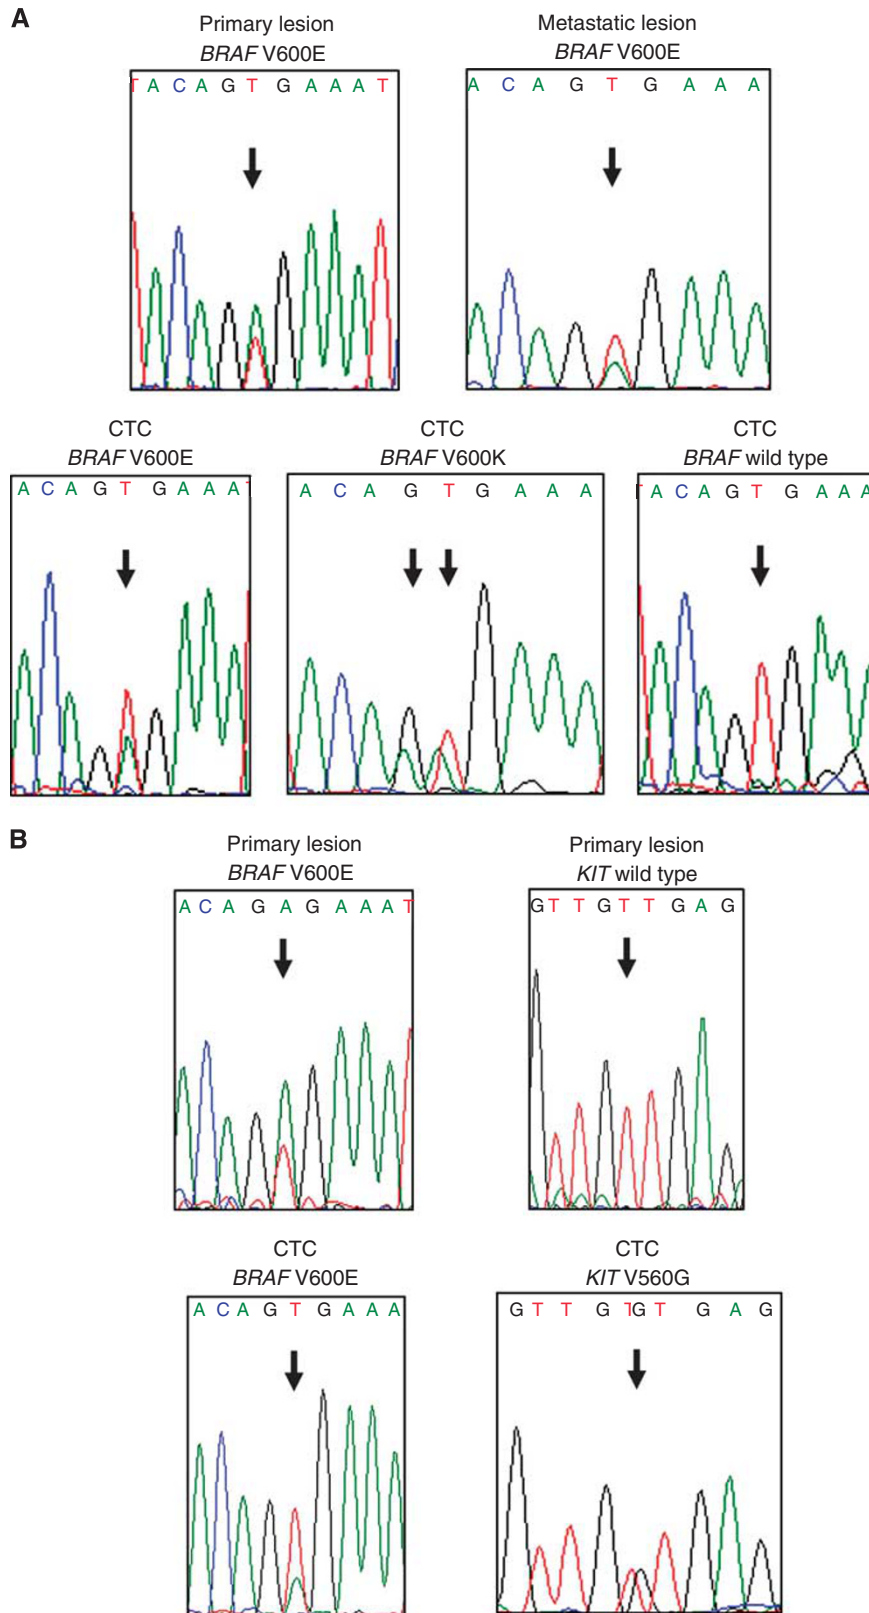 A
Primary lesion
BRAF V600E
Metastatic lesion
BRAF V600E
T A C A G T G A A A T
A C A G T G A A A
CTC
BRAF V600E
CTC
BRAF V600K
CTC
BRAF wild type
A C A G T G A A A T
A C A G T G A A A
T A C A G T G A A A
B
Primary lesion
BRAF V600E
Primary lesion
KIT wild type
A C A G A G A A A T
G T T G T T G A G
CTC
BRAF V600E
CTC
KIT V560G
A C A G T G A A A
G T T G T G T G A G